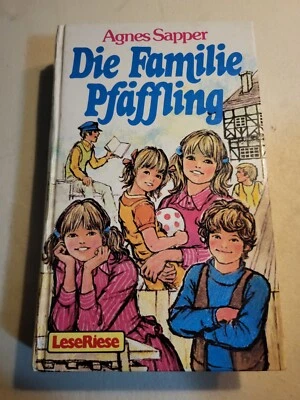 Agnes Sapper
Die Familie
Pfäffling
LeseRiese